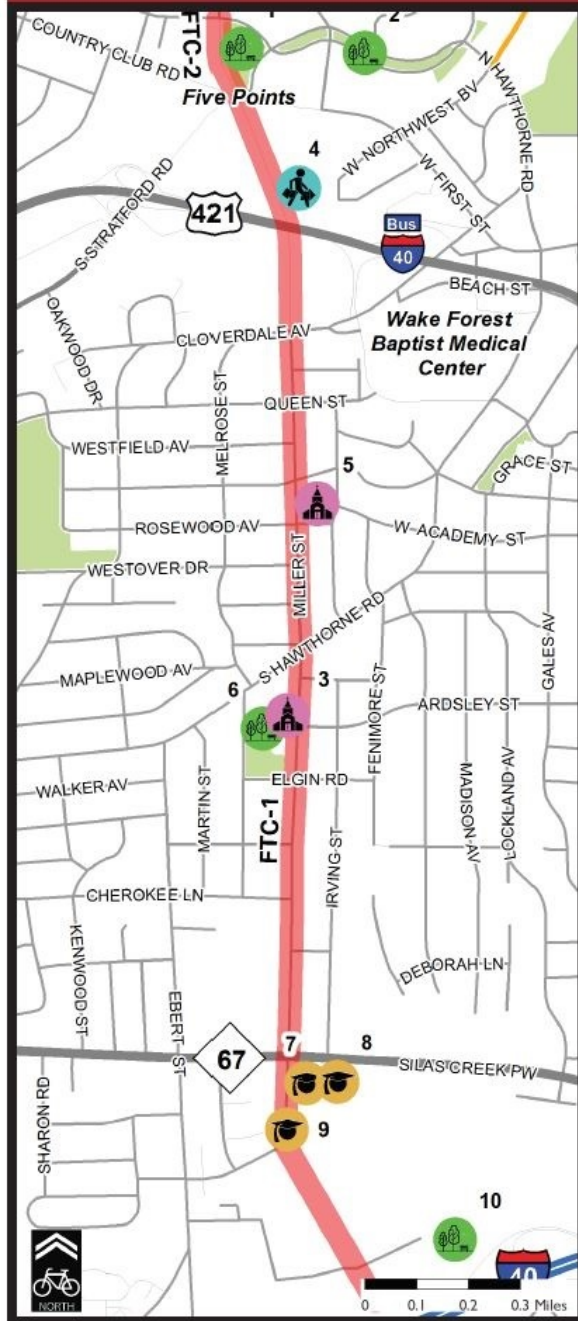 FTC-2
2
COUNTRY CLUB RD
Five Points
N HAWTHORNE RD
W NORTHWEST BV
4
W FIRST ST
S STRATFORD RD
421
Bus
40
BEACH ST
OAKWOOD DR
CLOVERDALE AV
Wake Forest
Baptist Medical
Center
MELROSE ST
QUEEN ST
WESTFIELD AV
5
GRACE ST
ROSEWOOD AV
W ACADEMY ST
WESTOVER DR
MILLER ST
S HAWTHORNE RD
GALES AV
MAPLEWOOD AV
6
3
FENIMORE ST
ARDSLEY ST
WALKER AV
MARTIN ST
ELGIN RD
FTC-1
MADISON AV
LOCKLAND AV
IRVING ST
CHEROKEE LN
KENWOOD ST
DEBORAH LN
EBERT ST
67
7
8
SILAS CREEK PW
SHARON RD
9
10
40
NORTH
0 0.1 0.2 0.3 Miles